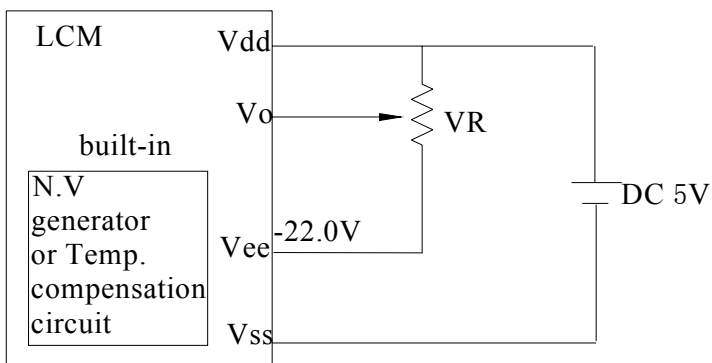 LCM
Vdd
Vo
VR
built-in
N.V
generator
or Temp.
compensation
circuit
-22.0V
Vee
DC 5V
Vss